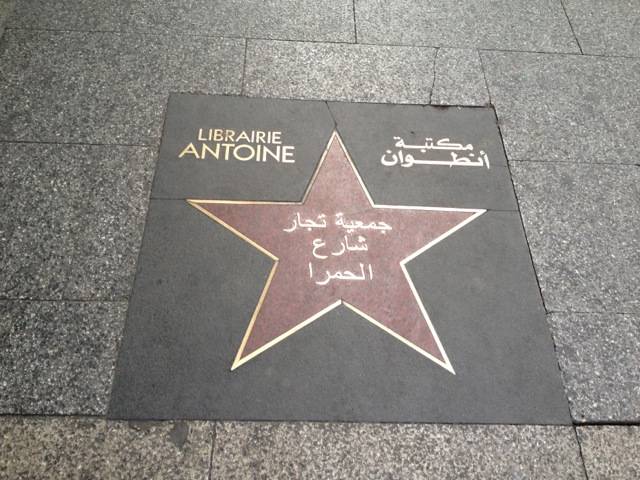 LIBRAIRIE
ANTOINE
مكتبة
أنطوان
جمعية تجار
شارع
الحمرا